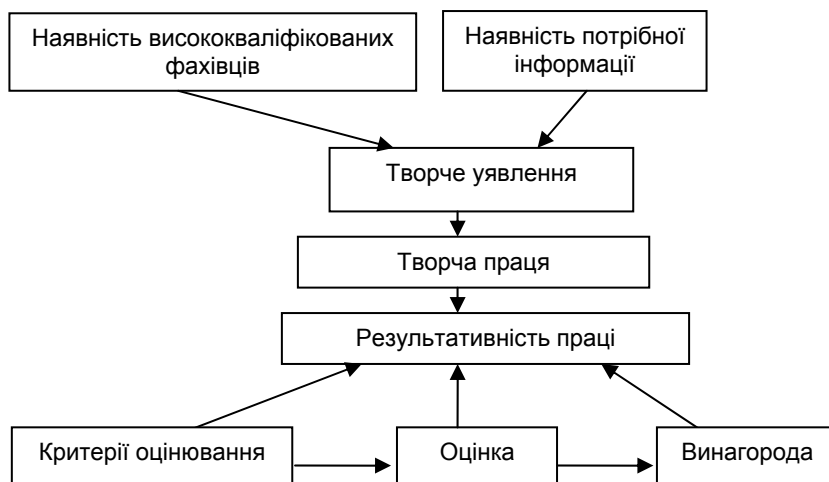 Наявність висококваліфікованих
фахівців
Наявність потрібної
інформації
Творче уявлення
Творча праця
Результативність праці
Критерії оцінювання
Оцінка
Винагорода